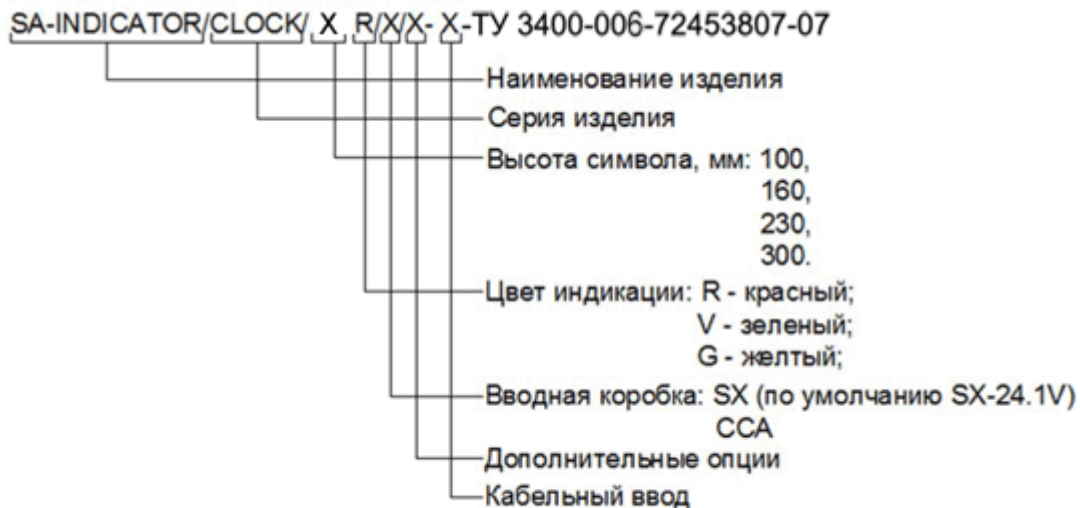 SA-INDICATOR/CLOCK/ X R/X/X- X-ТУ 3400-006-72453807-07
Наименование изделия
Серия изделия
Высота символа, мм: 100,
160,
230,
300.
Цвет индикации: R - красный;
V - зеленый;
G - желтый;
Вводная коробка: SX (по умолчанию SX-24.1V)
CCA
Дополнительные опции
Кабельный ввод